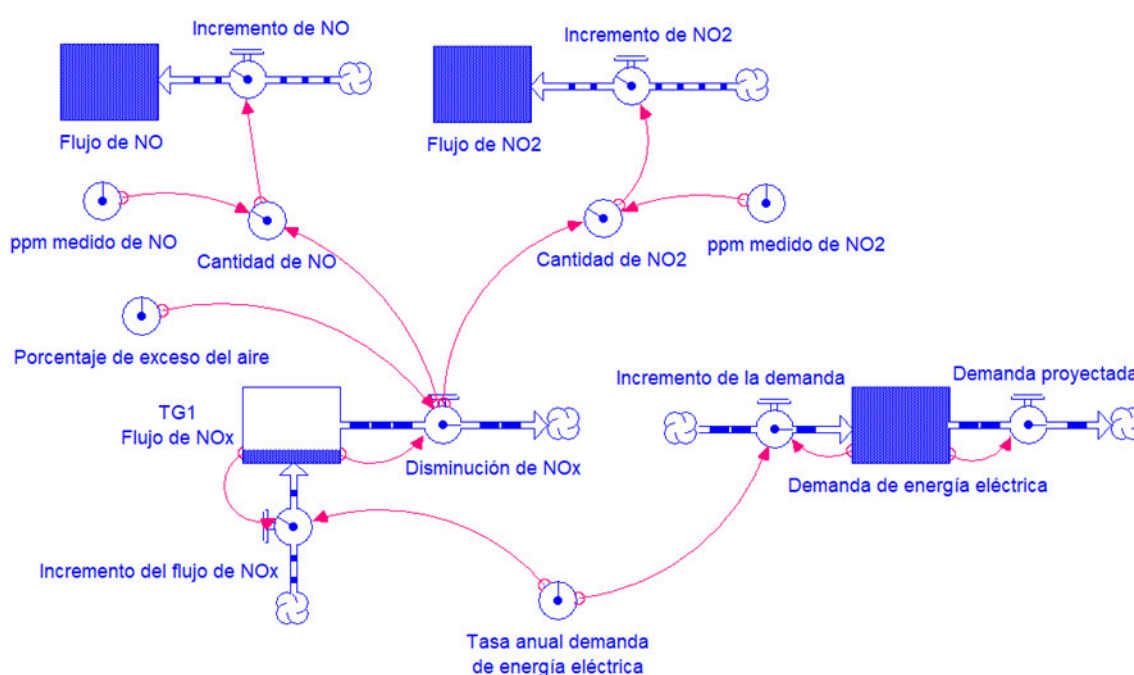 Incremento de NO
Incremento de NO2
Flujo de NO
Flujo de NO2
ppm medido de NO
Cantidad de NO
Cantidad de NO2
ppm medido de NO2
Porcentaje de exceso del aire
TG1
Flujo de NOx
Disminución de NOx
Incremento de la demanda
Demanda proyectada
Demanda de energía eléctrica
Incremento del flujo de NOx
Tasa anual demanda
de energía eléctrica